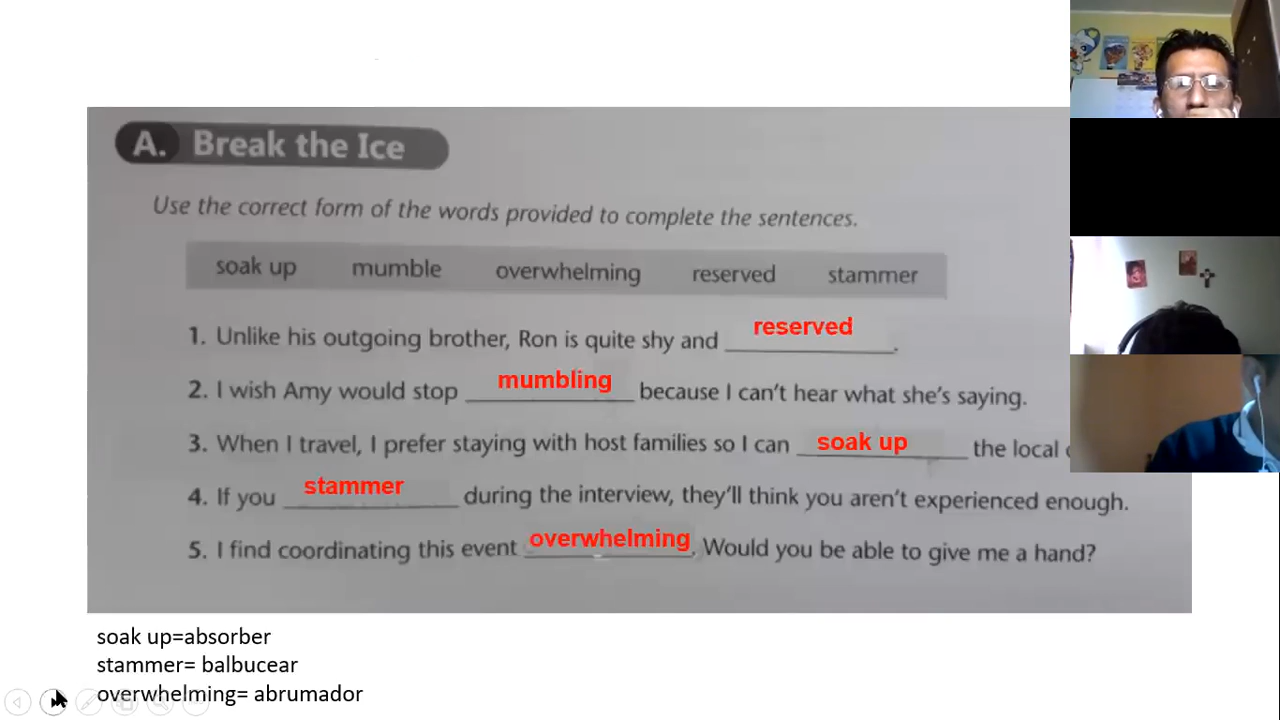 A. Break the Ice
Use the correct form of the words provided to complete the sentences.
soak up mumble overwhelming reserved stammer
1. Unlike his outgoing brother, Ron is quite shy and reserved.
2. I wish Amy would stop mumbling because I can't hear what she's saying.
3. When I travel, I prefer staying with host families so I can soak up the local
4. If you stammer during the interview, they'll think you aren't experienced enough.
5. I find coordinating this event overwhelming. Would you be able to give me a hand?
soak up=absorber
stammer= balbucear
overwhelming= abrumador